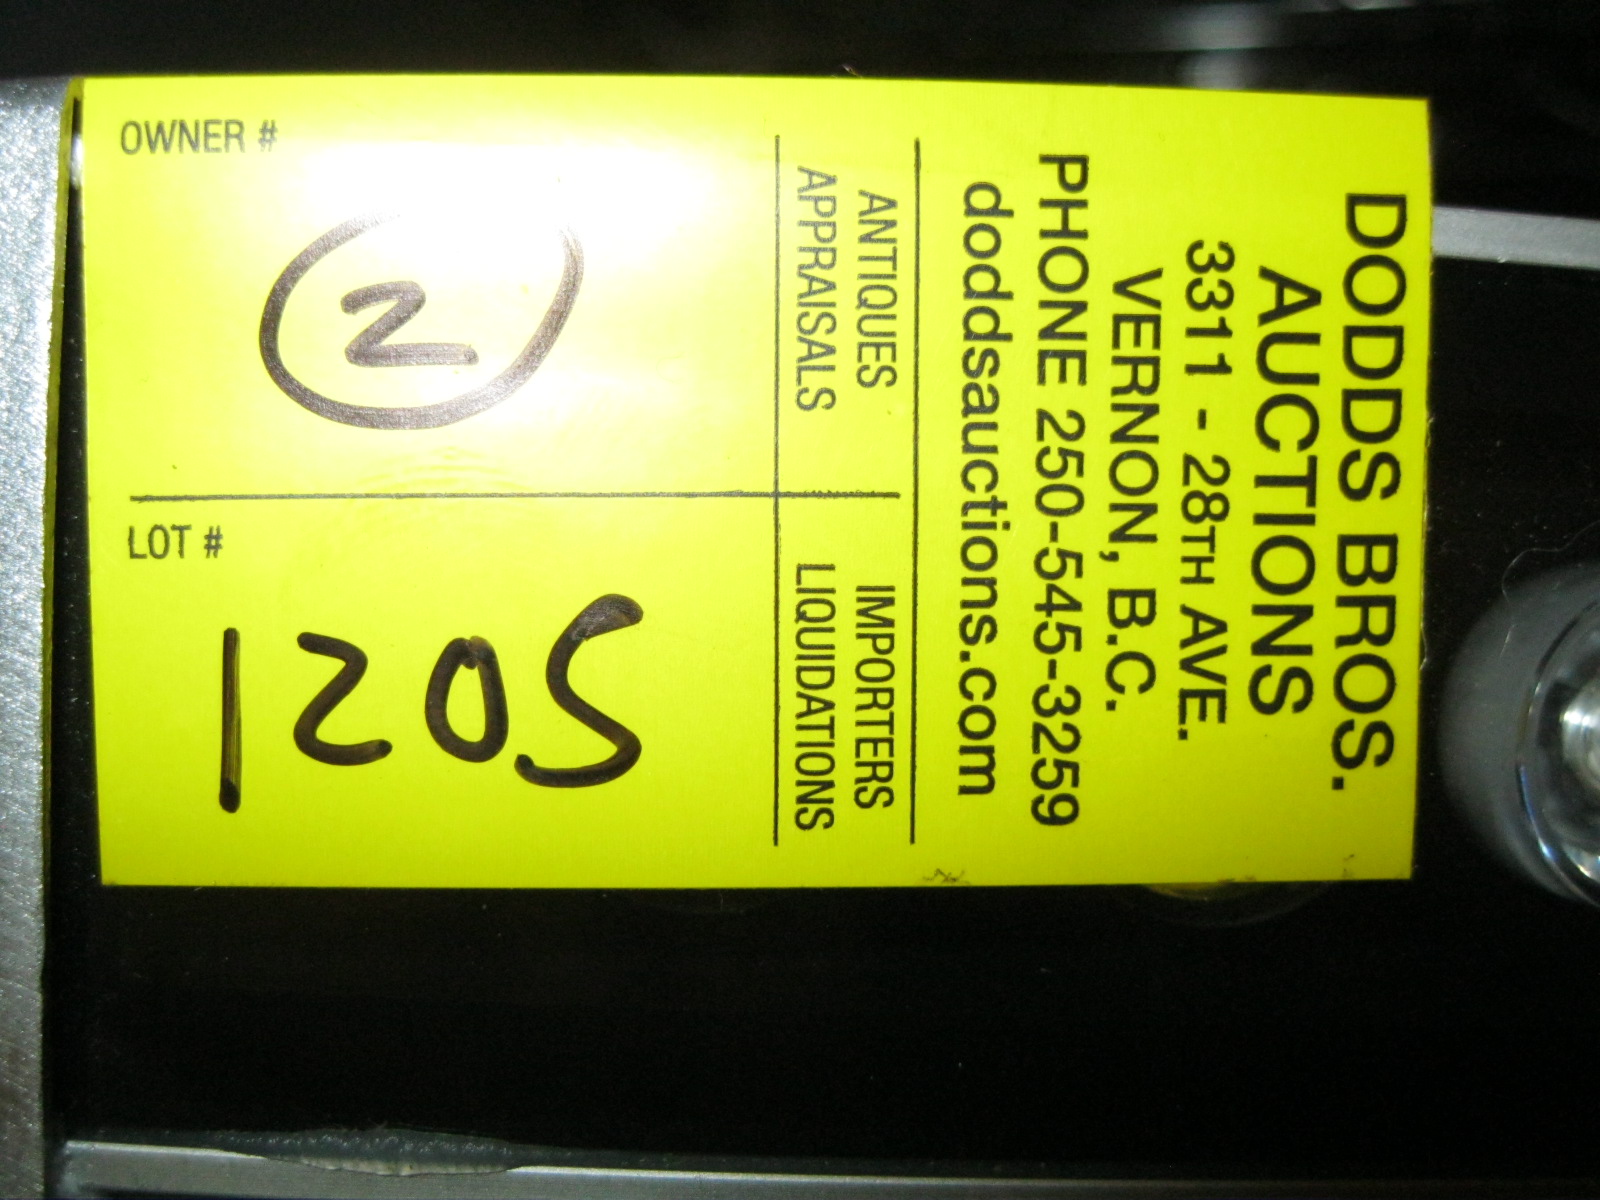 DODDS BROS.
AUCTIONS
3311 - 28TH AVE.
VERNON, B.C.
PHONE 250-545-3259
doddsauctions.com
ANTIQUES
APPRAISALS
IMPORTERS
LIQUIDATIONS
OWNER #
2
LOT #
1205